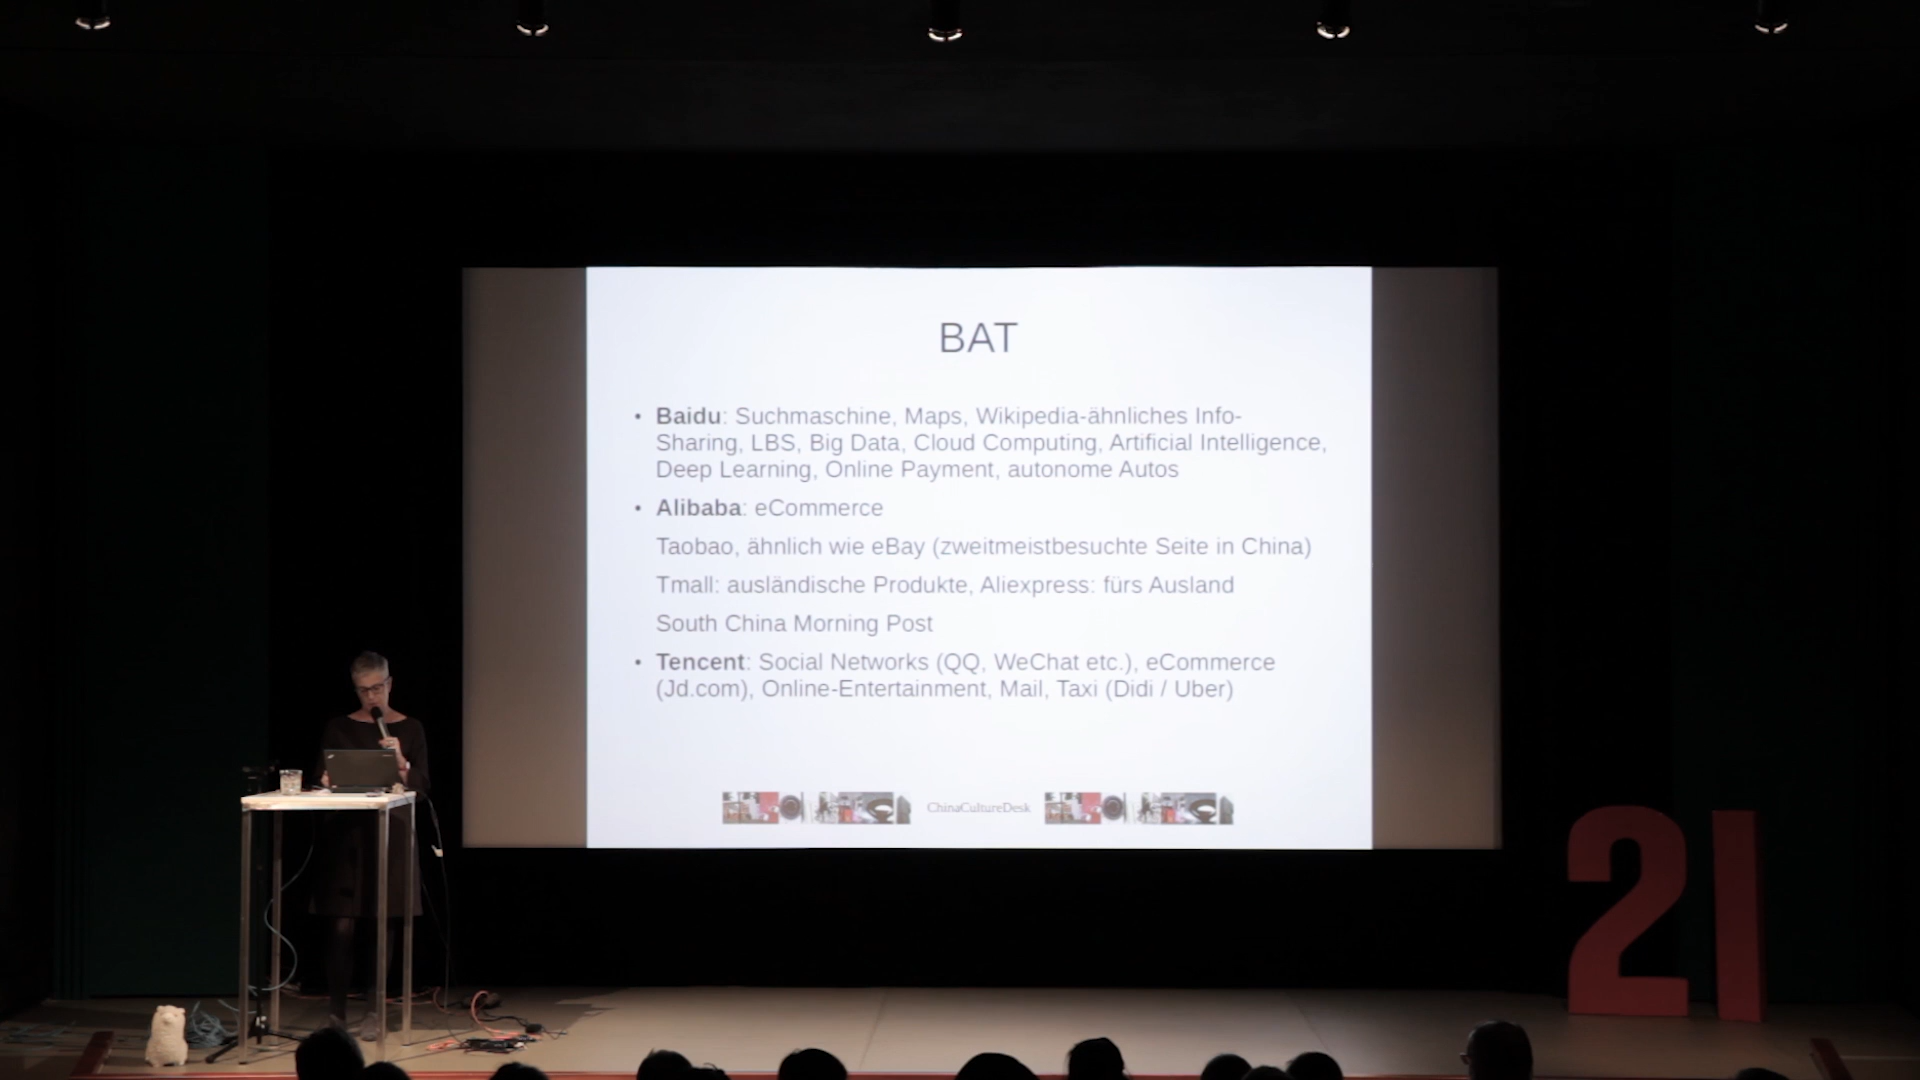 BAT
• Baidu: Suchmaschine, Maps, Wikipedia-ähnliches Info-
Sharing, LBS, Big Data, Cloud Computing, Artificial Intelligence,
Deep Learning, Online Payment, autonome Autos
• Alibaba: eCommerce
Taobao, ähnlich wie eBay (zweitmeistbesuchte Seite in China)
Tmall: ausländische Produkte, Aliexpress: fürs Ausland
South China Morning Post
• Tencent: Social Networks (QQ, WeChat etc.), eCommerce
(Jd.com), Online-Entertainment, Mail, Taxi (Didi / Uber)
ChinaCultureDesk
21